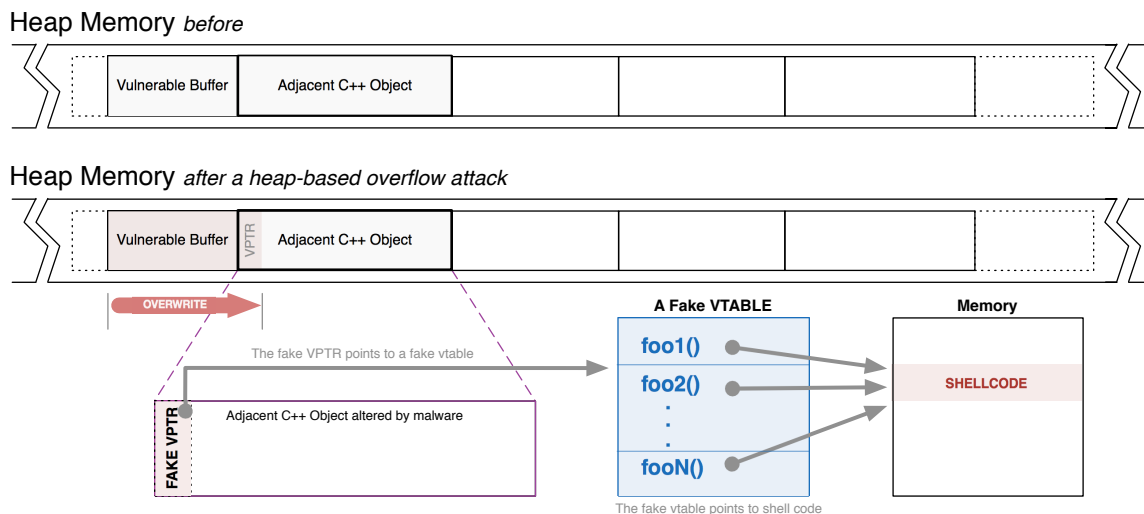 Heap Memory before
Vulnerable Buffer
Adjacent C++ Object
Heap Memory after a heap-based overflow attack
Vulnerable Buffer
VPTR
Adjacent C++ Object
OVERWRITE
A Fake VTABLE
Memory
The fake VPTR points to a fake vtable
foo1()
foo2()
.
.
.
fooN()
SHELLCODE
FAKE VPTR
Adjacent C++ Object altered by malware
The fake vtable points to shell code